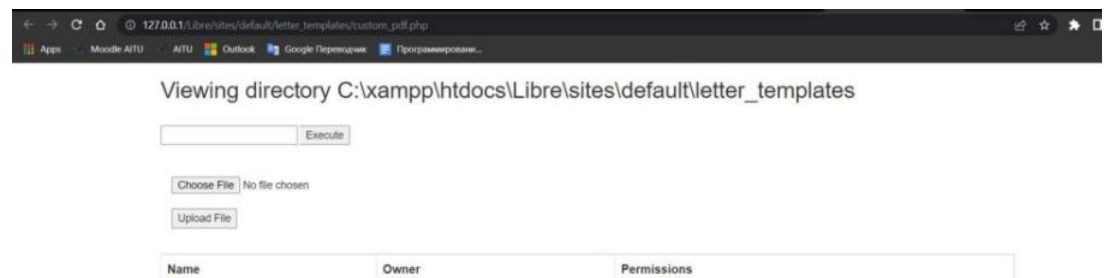 127.0.0.1/Libre/sites/default/letter_templates/custom_pdf.php
Apps Moodle AITU AITU Outlook Google Переводчик Программировани...
Viewing directory C:\xampp\htdocs\Libre\sites\default\letter_templates
Execute
Choose File No file chosen
Upload File
Name Owner Permissions